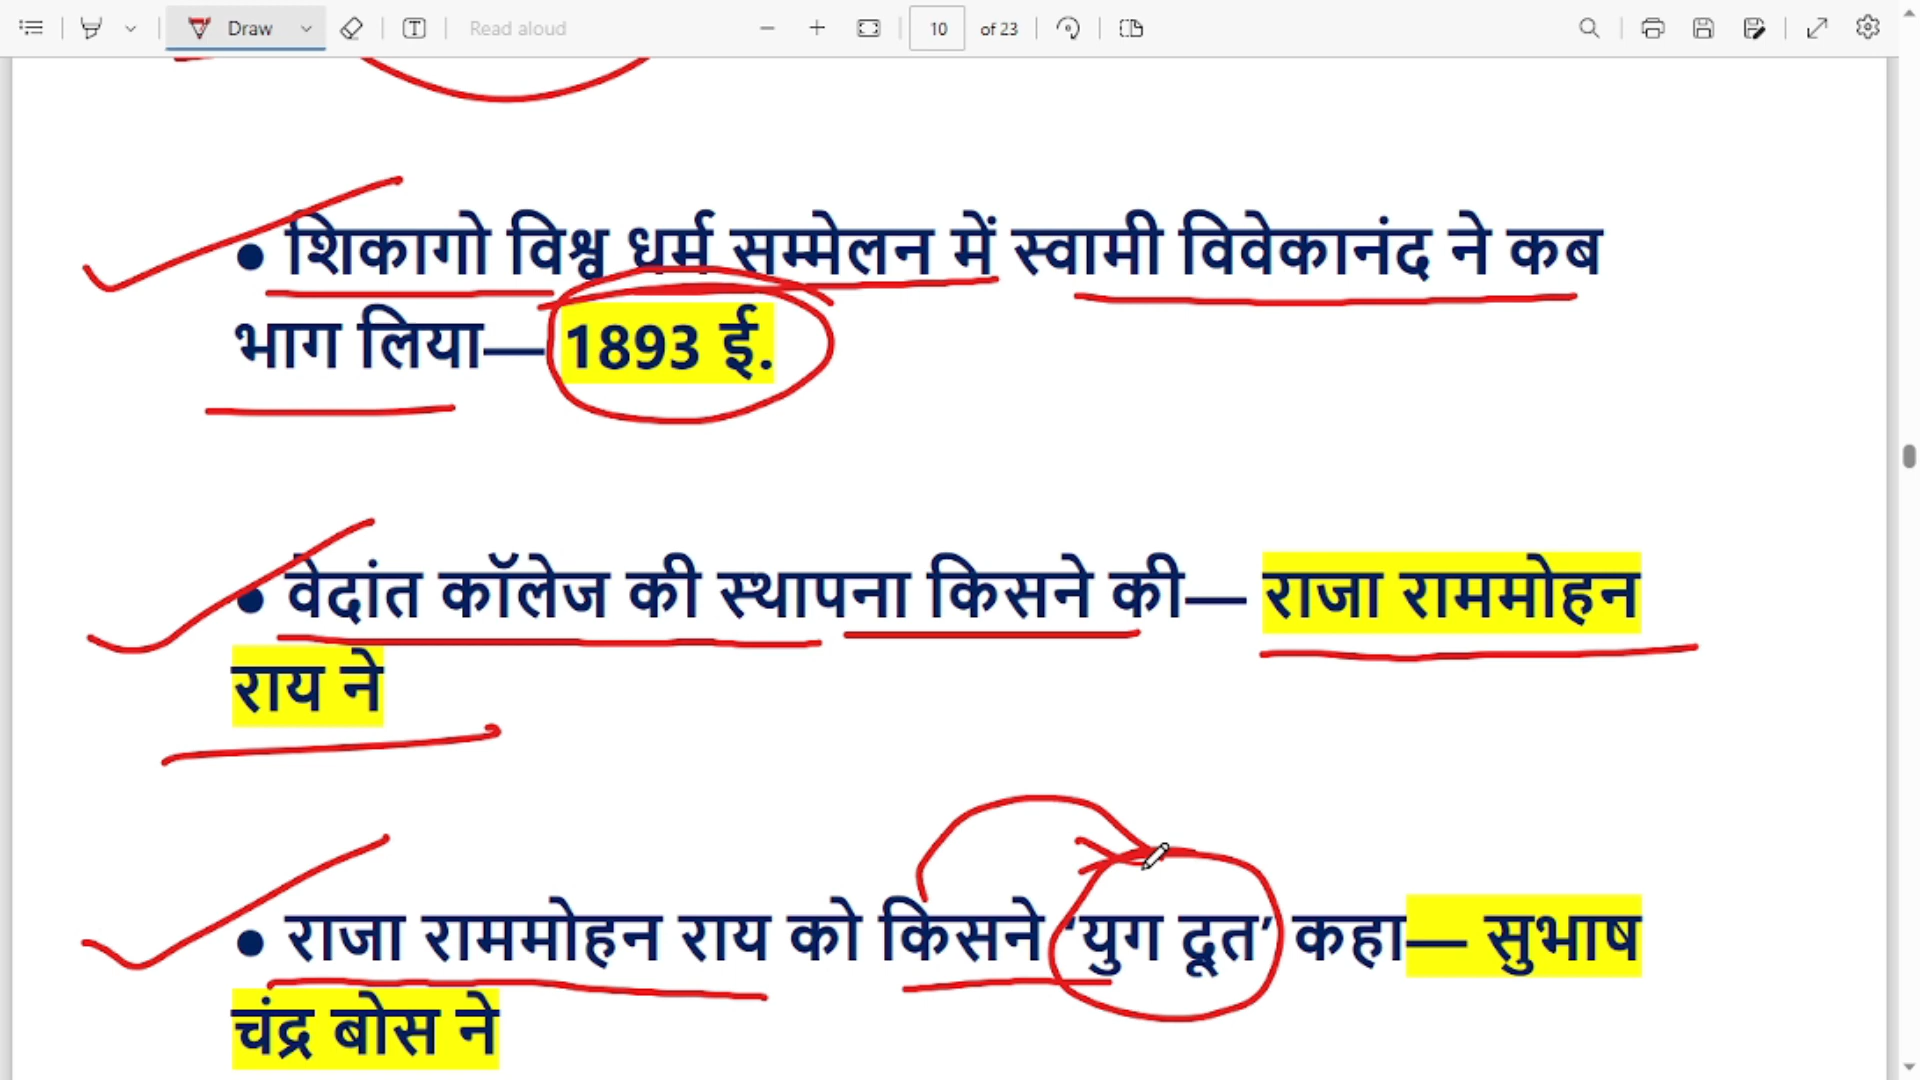 Draw
Read aloud
10 of 23
● शिकागो विश्व धर्म सम्मेलन में स्वामी विवेकानंद ने कब
भाग लिया— 1893 ई.
● वेदांत कॉलेज की स्थापना किसने की— राजा राममोहन
राय ने
● राजा राममोहन राय को किसने ‘युग दूत’ कहा— सुभाष
चंद्र बोस ने